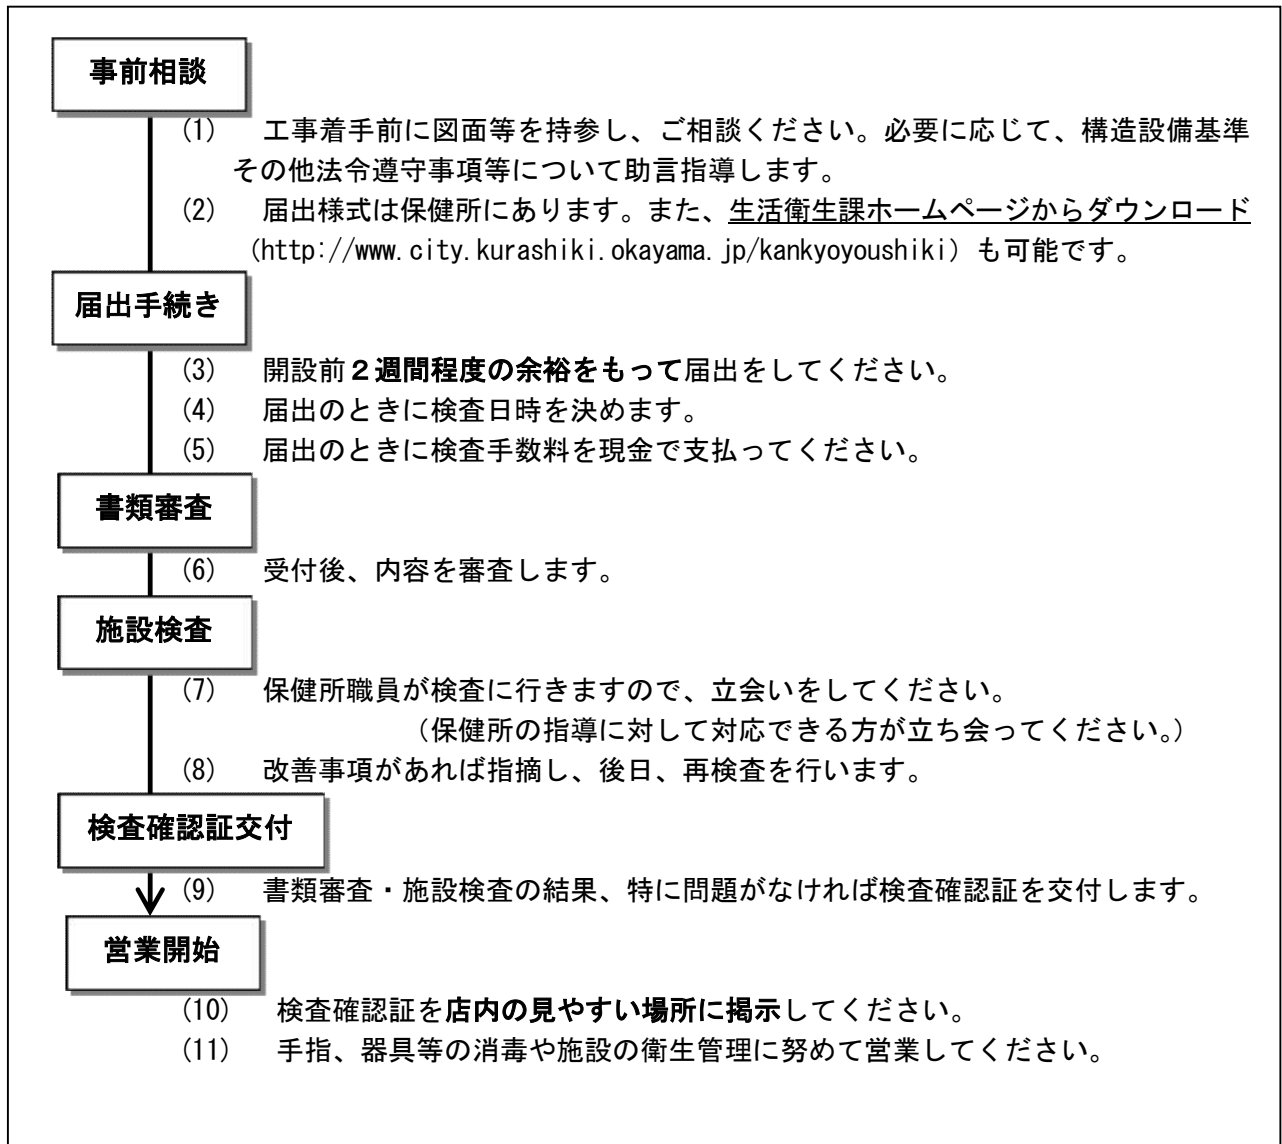 事前相談
(1)　工事着手前に図面等を持参し、ご相談ください。必要に応じて、構造設備基準
その他法令遵守事項等について助言指導します。
(2)　届出様式は保健所にあります。また、生活衛生課ホームページからダウンロード
(http://www.city.kurashiki.okayama.jp/kankyoyoushiki) も可能です。
届出手続き
(3)　開設前２週間程度の余裕をもって届出をしてください。
(4)　届出のときに検査日時を決めます。
(5)　届出のときに検査手数料を現金で支払ってください。
書類審査
(6)　受付後、内容を審査します。
施設検査
(7)　保健所職員が検査に行きますので、立会いをしてください。
（保健所の指導に対して対応できる方が立ち会ってください。）
(8)　改善事項があれば指摘し、後日、再検査を行います。
検査確認証交付
(9)　書類審査・施設検査の結果、特に問題がなければ検査確認証を交付します。
営業開始
(10)　検査確認証を店内の見やすい場所に掲示してください。
(11)　手指、器具等の消毒や施設の衛生管理に努めて営業してください。